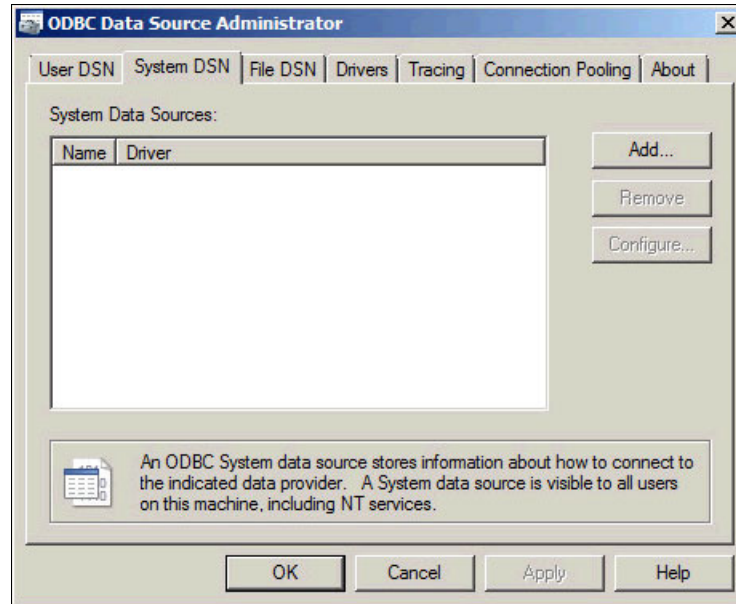 ODBC Data Source Administrator
User DSN System DSN File DSN Drivers Tracing Connection Pooling About
System Data Sources:
Name Driver
Add...
Remove
Configure...
An ODBC System data source stores information about how to connect to
the indicated data provider. A System data source is visible to all users
on this machine, including NT services.
OK Cancel Apply Help